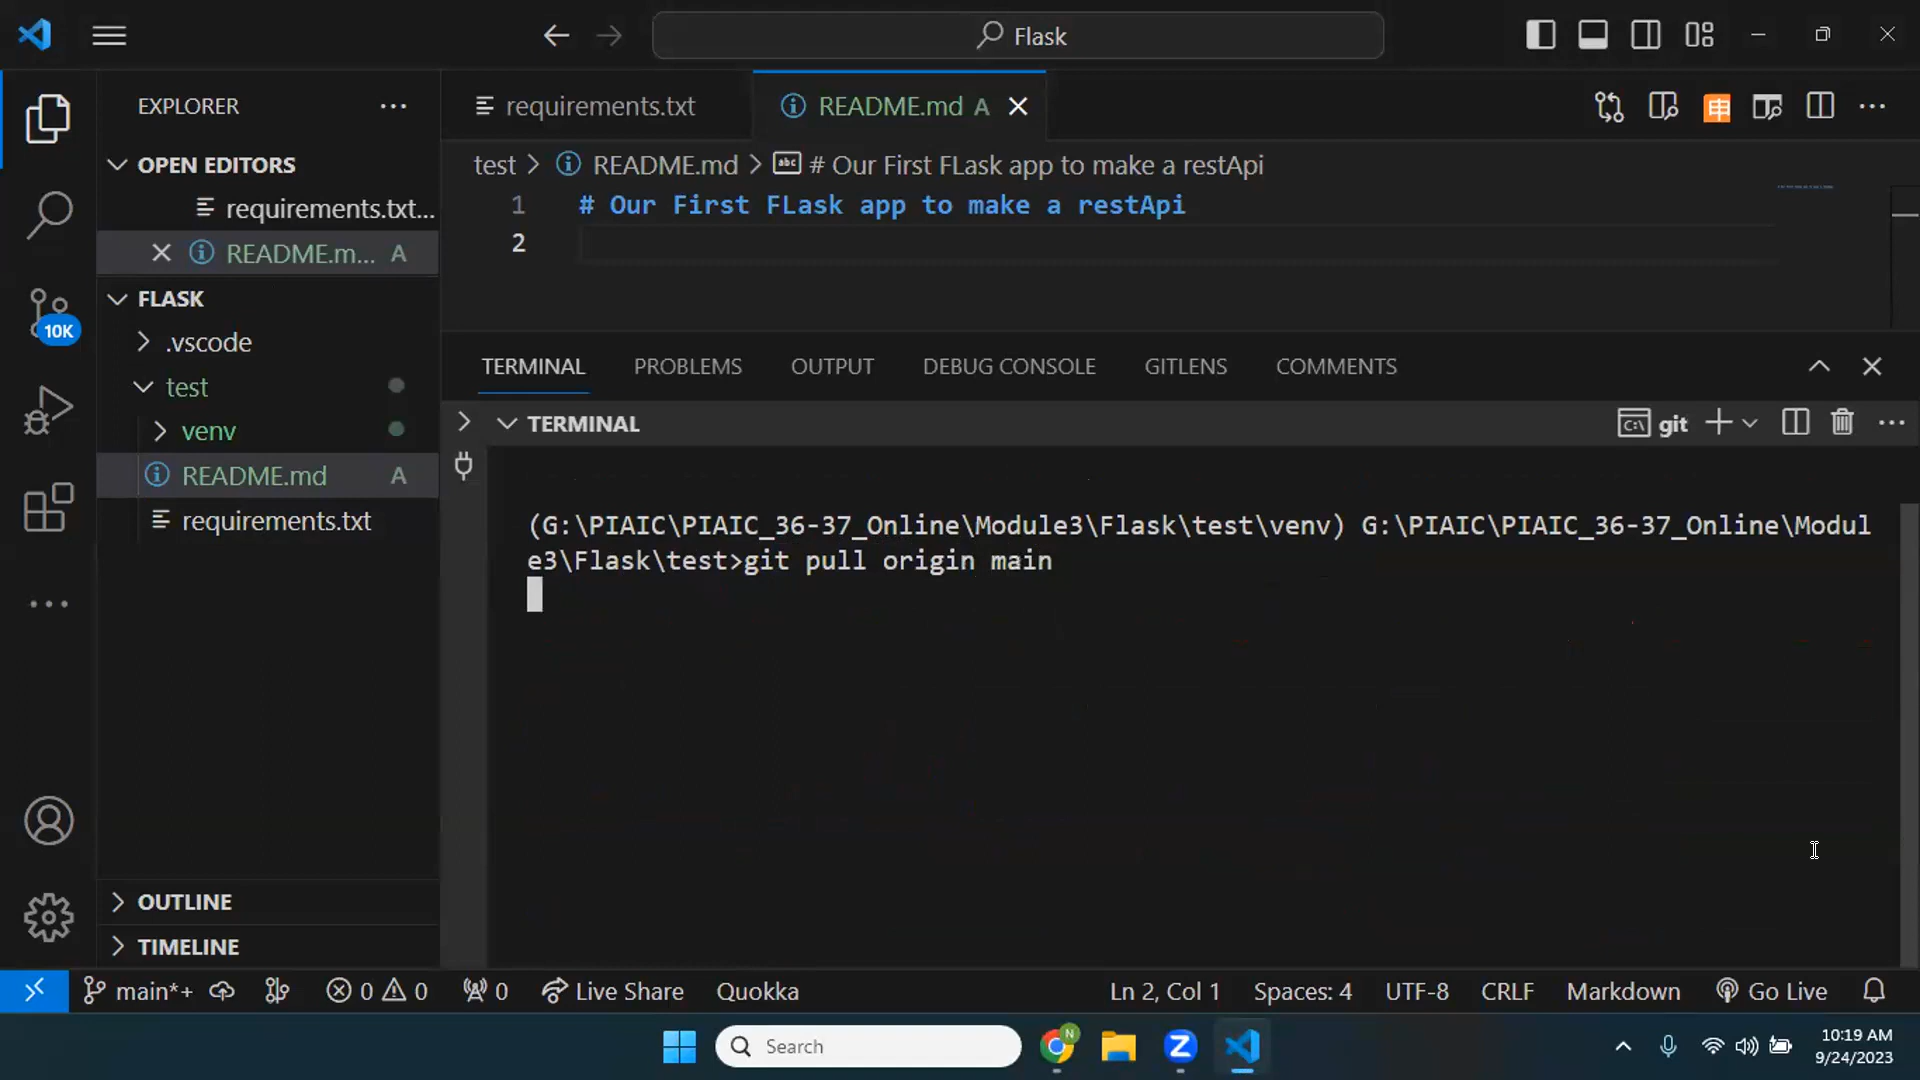 Flask
EXPLORER
requirements.txt
README.md A
OPEN EDITORS
test > README.md > # Our First FLask app to make a restApi
requirements.txt...
1 # Our First FLask app to make a restApi
README.m... A
2
FLASK
10K
.vscode
TERMINAL PROBLEMS OUTPUT DEBUG CONSOLE GITLENS COMMENTS
test
TERMINAL
git
venv
README.md A
requirements.txt
(G:\PIAIC\PIAIC_36-37_Online\Module3\Flask\test\venv) G:\PIAIC\PIAIC_36-37_Online\Modul
e3\Flask\test>git pull origin main
OUTLINE
TIMELINE
main*+ 0 0 0 Live Share Quokka Ln 2, Col 1 Spaces: 4 UTF-8 CRLF Markdown Go Live
Search
10:19 AM
9/24/2023